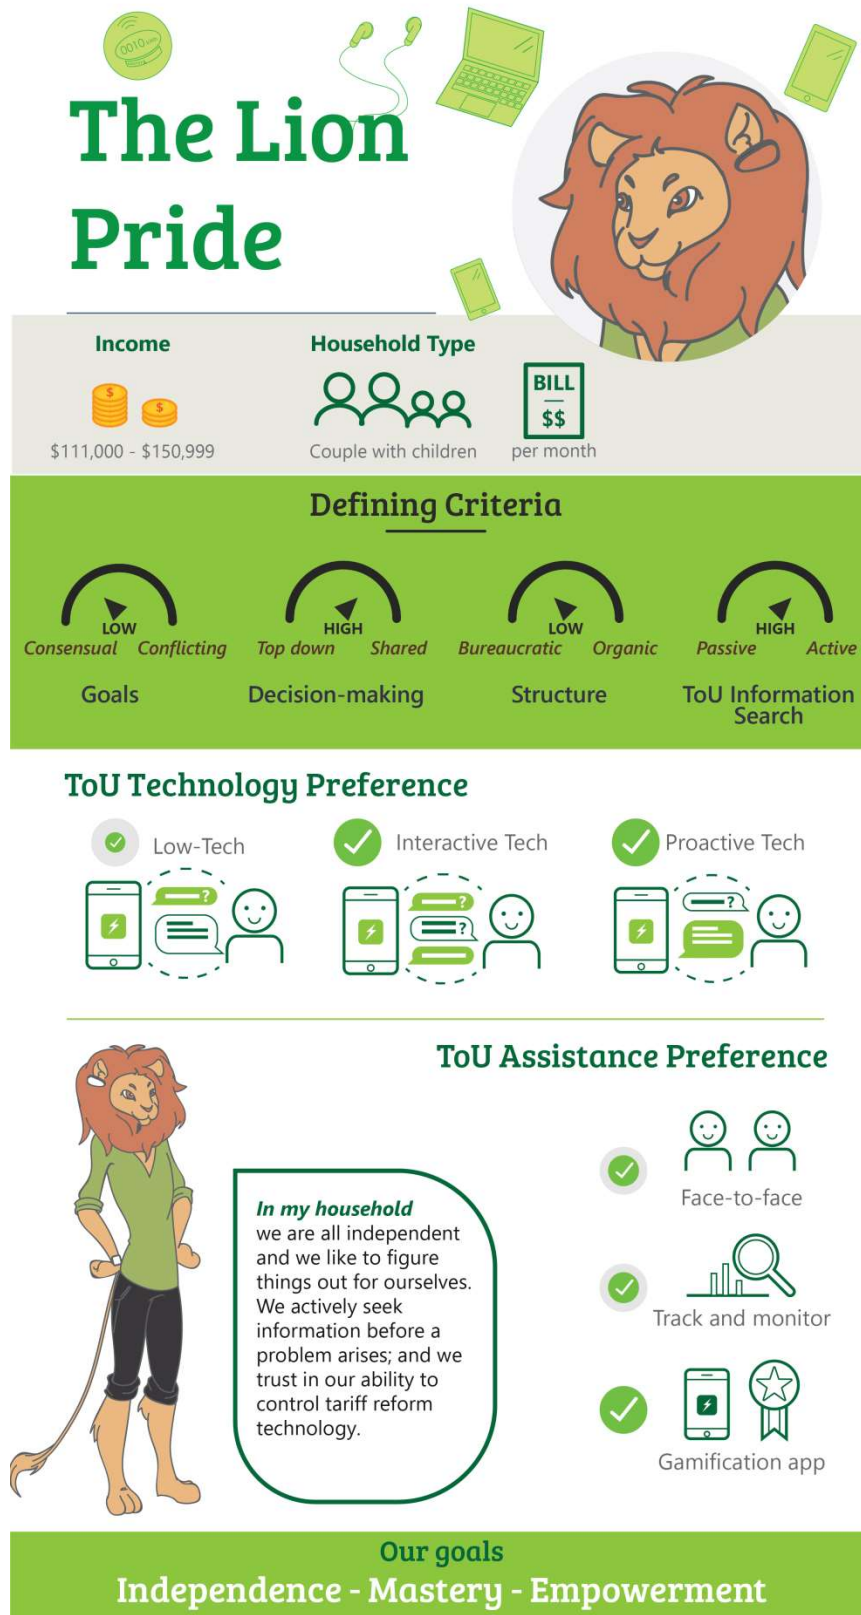 0010
The Lion
Pride
Income
Household Type
BILL
$$
$
$
$111,000 - $150,999
Couple with children
per month
Defining Criteria
LOW
HIGH
LOW
HIGH
Consensual Conflicting
Top down Shared
Bureaucratic Organic
Passive Active
Goals
Decision-making
Structure
ToU Information
Search
ToU Technology Preference
Low-Tech
Interactive Tech
Proactive Tech
?
?
?
?
ToU Assistance Preference
Face-to-face
Track and monitor
Gamification app
In my household
we are all independent
and we like to figure
things out for ourselves.
We actively seek
information before a
problem arises; and we
trust in our ability to
control tariff reform
technology.
Our goals
Independence - Mastery - Empowerment